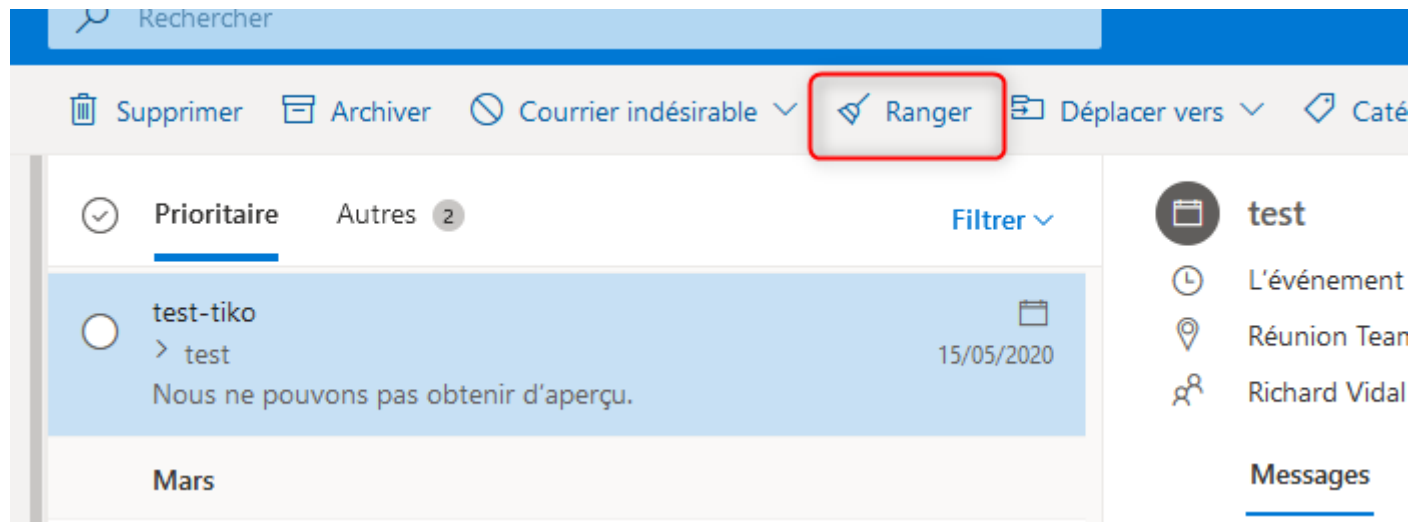 Rechercher
Supprimer Archiver Courrier indésirable Ranger Déplacer vers Caté
Prioritaire Autres 2 Filtrer
test-tiko
test 15/05/2020
Nous ne pouvons pas obtenir d'aperçu.
Mars
test
L'événement
Réunion Team
Richard Vidal
Messages